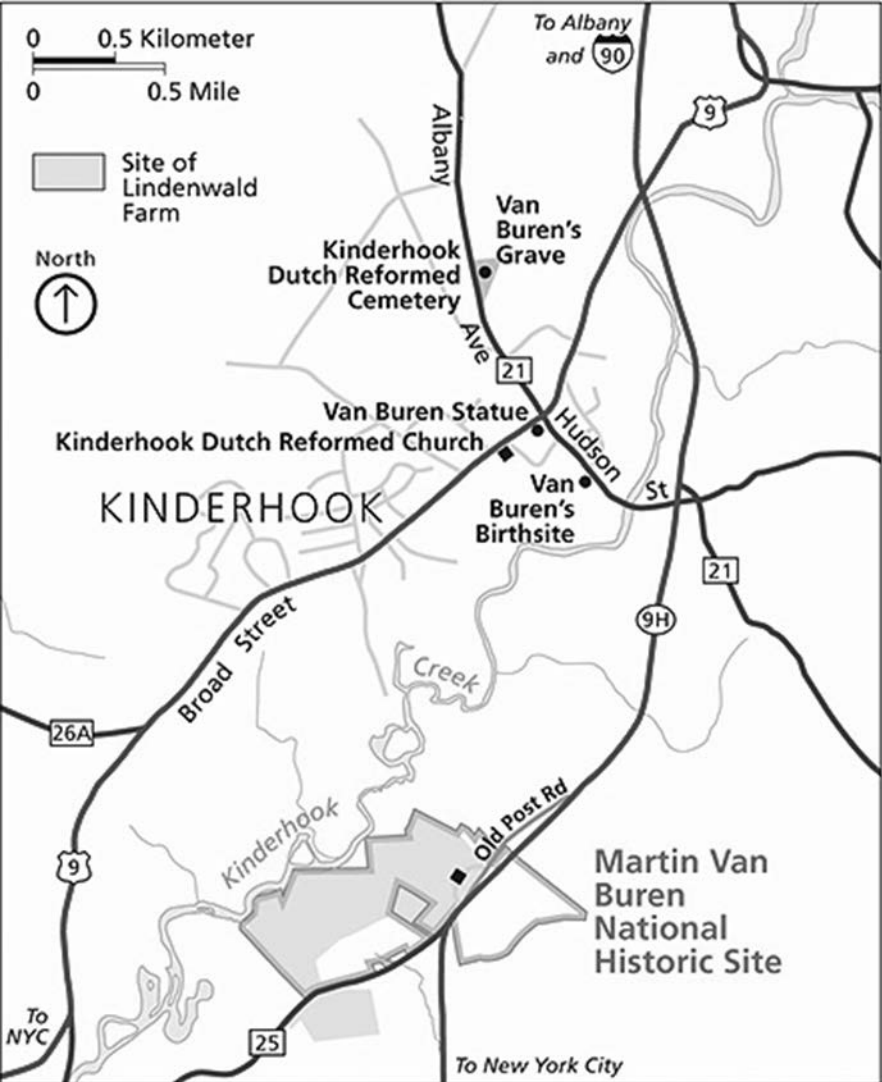 0 0.5 Kilometer
0 0.5 Mile
Site of
Lindenwald
Farm
North
To Albany
and 90
9
Albany
Ave
Van
Buren's
Grave
Kinderhook
Dutch Reformed
Cemetery
21
Van Buren Statue
Kinderhook Dutch Reformed Church
Hudson
St
KINDERHOOK
Van
Buren's
Birthsite
21
9H
Broad Street
Creek
26A
Kinderhook
Old Post Rd
9
Martin Van
Buren
National
Historic Site
To
NYC
25
To New York City